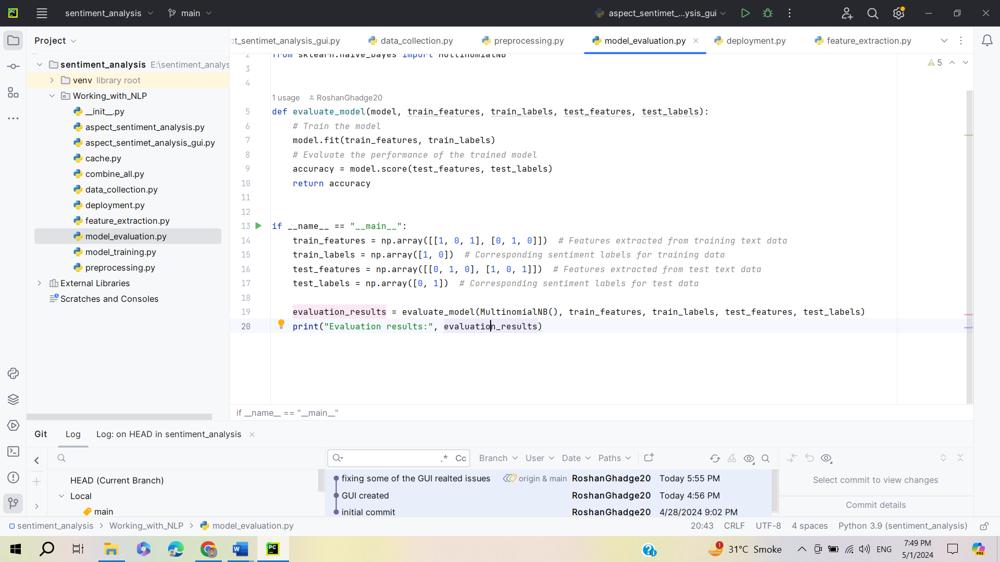 sentiment_analysis
main
aspect_sentimet_...ysis_gui
Project
ct_sentimet_analysis_gui.py
data_collection.py
preprocessing.py
model_evaluation.py
deployment.py
feature_extraction.py
sentiment_analysis E:\sentiment_analys
venv library root
Working_with_NLP
__init__.py
aspect_sentiment_analysis.py
aspect_sentimet_analysis_gui.py
cache.py
combine_all.py
data_collection.py
deployment.py
feature_extraction.py
model_evaluation.py
model_training.py
preprocessing.py
External Libraries
Scratches and Consoles
5
2 from sklearn.naive_bayes import MultinomialNB
3
4
1 usage RoshanGhadge20
5 def evaluate_model(model, train_features, train_labels, test_features, test_labels):
6 # Train the model
7 model.fit(train_features, train_labels)
8 # Evaluate the performance of the trained model
9 accuracy = model.score(test_features, test_labels)
10 return accuracy
11
12
13 if __name__ == "__main__":
14 train_features = np.array([[1, 0, 1], [0, 1, 0]]) # Features extracted from training text data
15 train_labels = np.array([1, 0]) # Corresponding sentiment labels for training data
16 test_features = np.array([[0, 1, 0], [1, 0, 1]]) # Features extracted from test text data
17 test_labels = np.array([0, 1]) # Corresponding sentiment labels for test data
18
19 evaluation_results = evaluate_model(MultinomialNB(), train_features, train_labels, test_features, test_labels)
20 print("Evaluation results:", evaluation_results)
if __name__ == "__main__"
Git
Log
Log: on HEAD in sentiment_analysis
.* Cc
Branch
User
Date
Paths
HEAD (Current Branch)
Local
main
fixing some of the GUI realted issues origin & main RoshanGhadge20 Today 5:55 PM
GUI created RoshanGhadge20 Today 4:56 PM
initial commit RoshanGhadge20 4/28/2024 9:02 PM
Select commit to view changes
Commit details
sentiment_analysis > Working_with_NLP > model_evaluation.py
20:43 CRLF UTF-8 4 spaces Python 3.9 (sentiment_analysis)
1 31°C Smoke
ENG
7:49 PM
5/1/2024
PRE